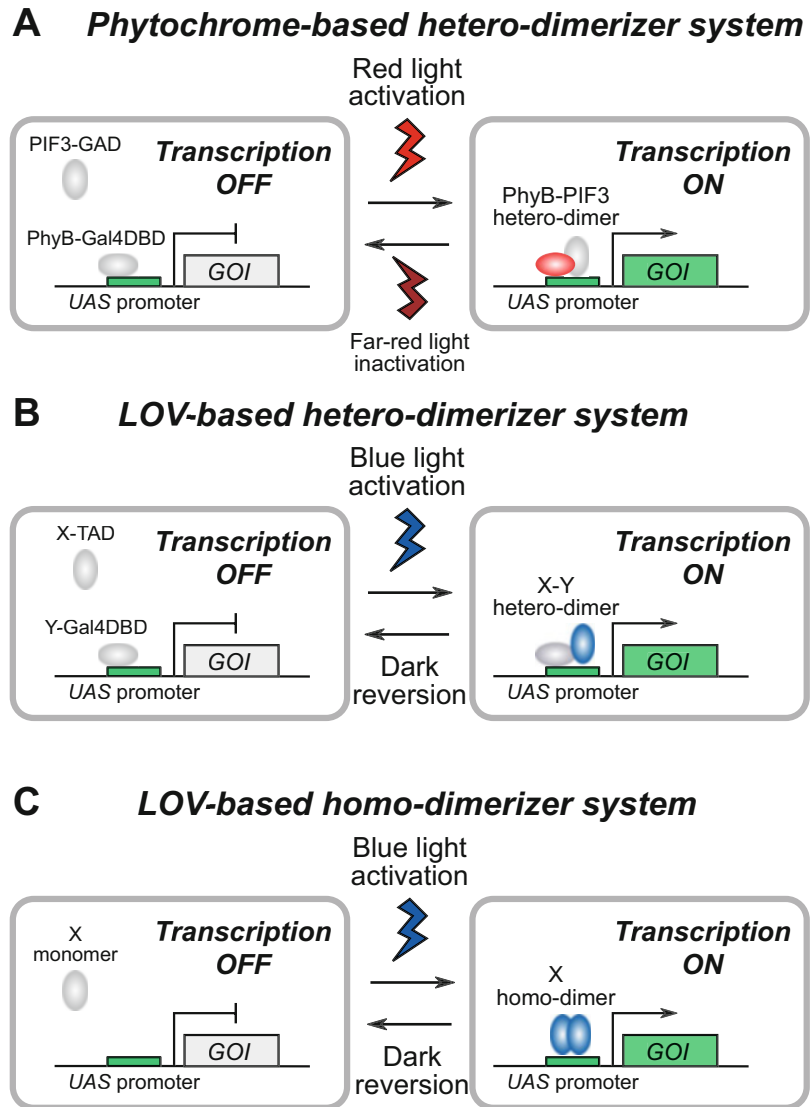 A Phytochrome-based hetero-dimerizer system
Red light
activation
PIF3-GAD
Transcription
OFF
PhyB-Gal4DBD
GOI
UAS promoter
Far-red light
inactivation
Transcription
ON
PhyB-PIF3
hetero-dimer
GOI
UAS promoter
B LOV-based hetero-dimerizer system
Blue light
activation
X-TAD
Transcription
OFF
Y-Gal4DBD
GOI
UAS promoter
Dark
reversion
Transcription
ON
X-Y
hetero-dimer
GOI
UAS promoter
C LOV-based homo-dimerizer system
Blue light
activation
X
monomer
Transcription
OFF
GOI
UAS promoter
Dark
reversion
Transcription
ON
X
homo-dimer
GOI
UAS promoter